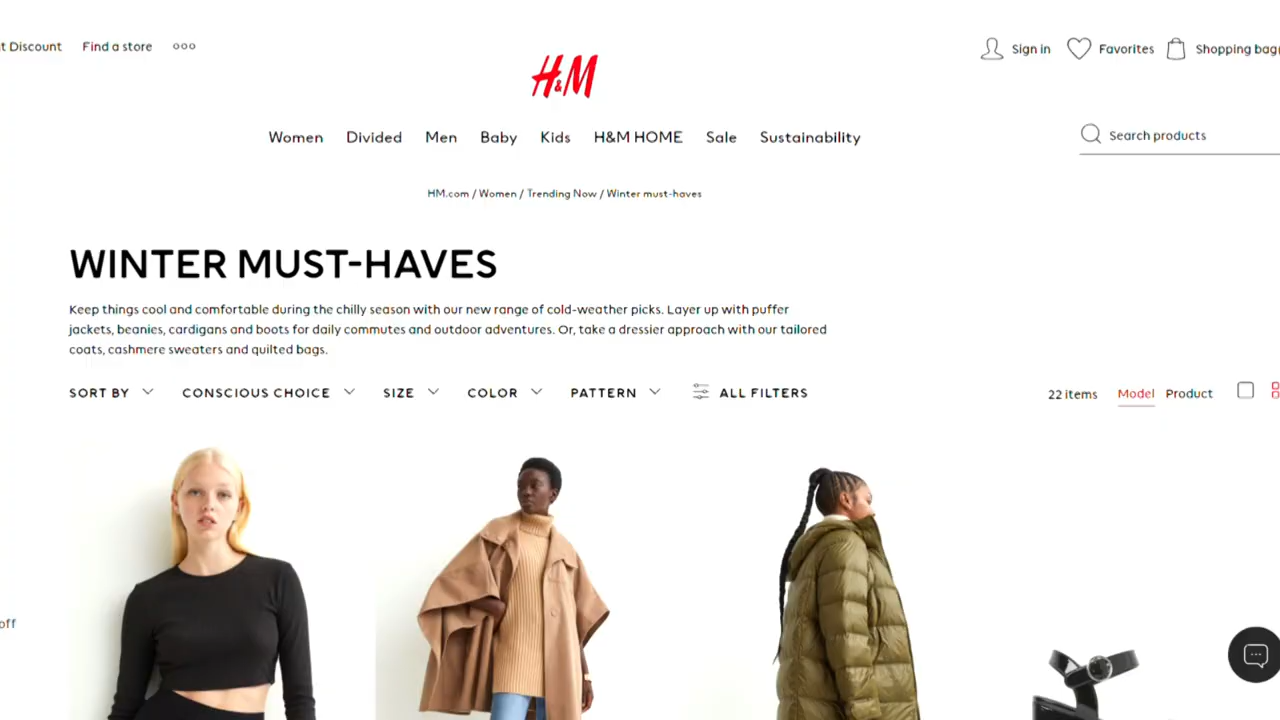 t Discount Find a store
Sign in Favorites Shopping bag
H&M
Women Divided Men Baby Kids H&M HOME Sale Sustainability
Search products
HM.com / Women / Trending Now / Winter must-haves
WINTER MUST-HAVES
Keep things cool and comfortable during the chilly season with our new range of cold-weather picks. Layer up with puffer
jackets, beanies, cardigans and boots for daily commutes and outdoor adventures. Or, take a dressier approach with our tailored
coats, cashmere sweaters and quilted bags.
SORT BY CONSCIOUS CHOICE SIZE COLOR PATTERN ALL FILTERS
22 items Model Product
off